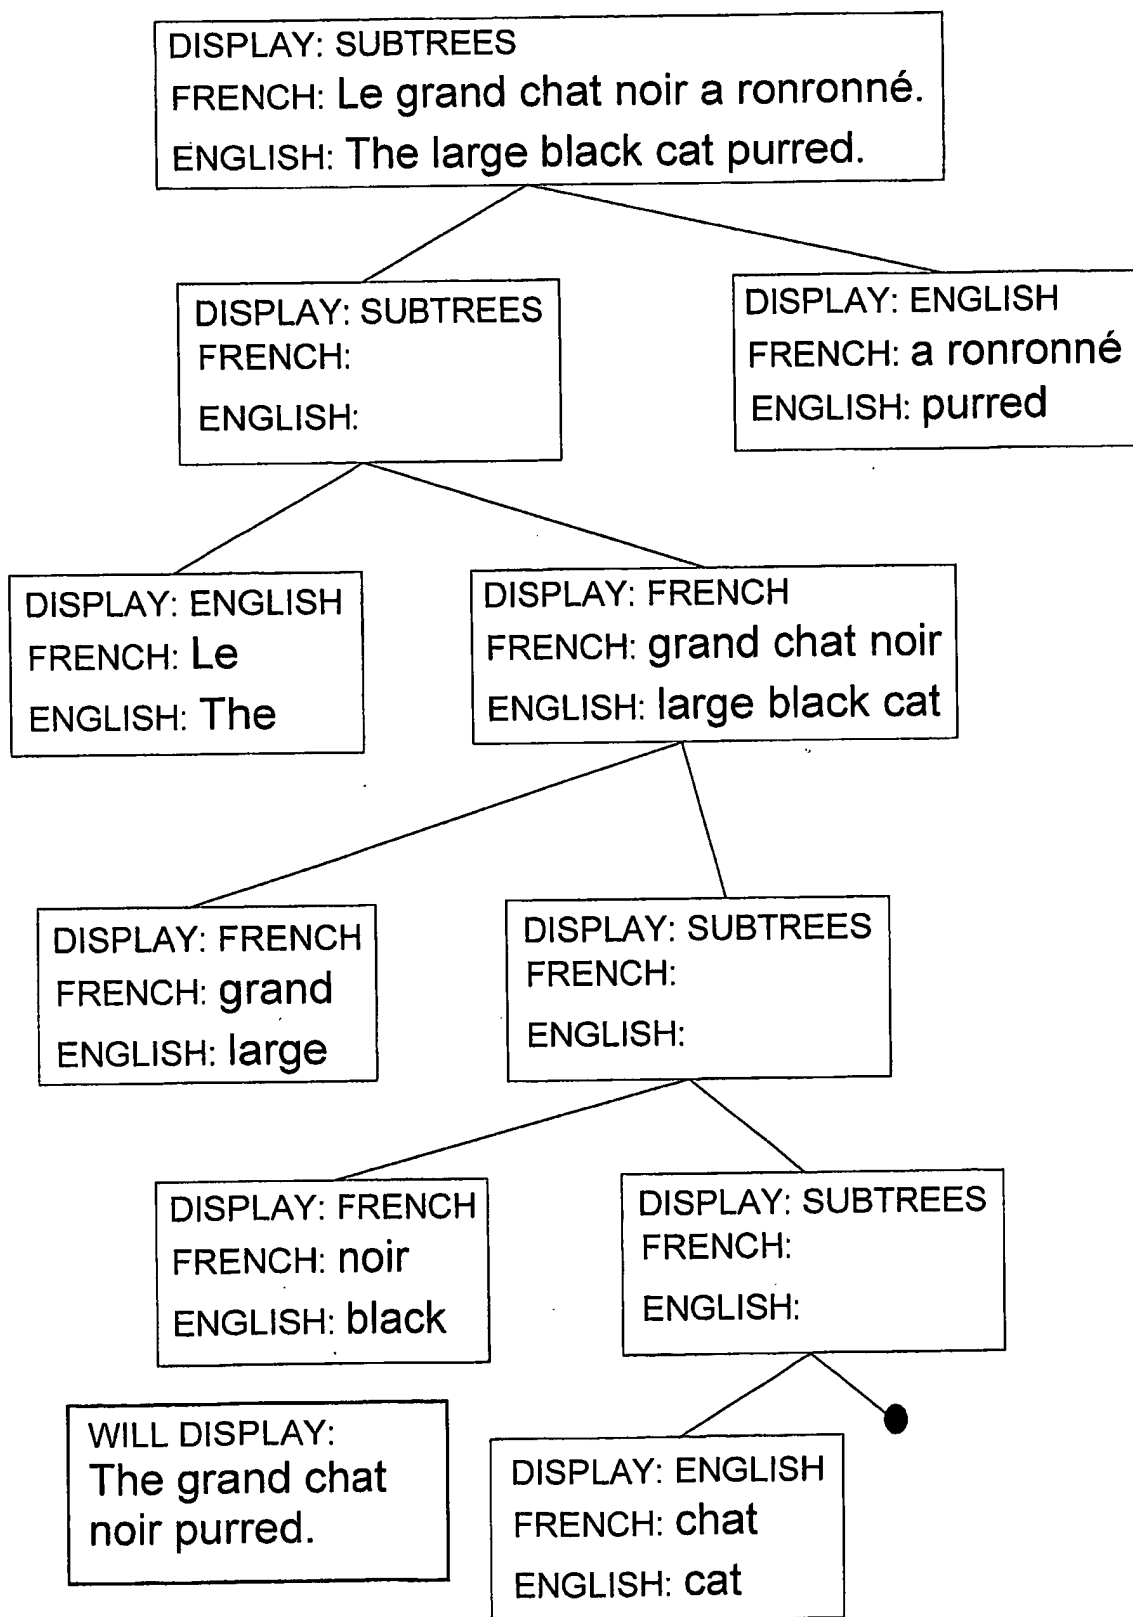 DISPLAY: SUBTREES
FRENCH: Le grand chat noir a ronronné.
ENGLISH: The large black cat purred.
DISPLAY: SUBTREES
FRENCH:
ENGLISH:
DISPLAY: ENGLISH
FRENCH: a ronronné
ENGLISH: purred
DISPLAY: ENGLISH
FRENCH: Le
ENGLISH: The
DISPLAY: FRENCH
FRENCH: grand chat noir
ENGLISH: large black cat
DISPLAY: FRENCH
FRENCH: grand
ENGLISH: large
DISPLAY: SUBTREES
FRENCH:
ENGLISH:
DISPLAY: FRENCH
FRENCH: noir
ENGLISH: black
DISPLAY: SUBTREES
FRENCH:
ENGLISH:
WILL DISPLAY:
The grand chat
noir purred.
DISPLAY: ENGLISH
FRENCH: chat
ENGLISH: cat